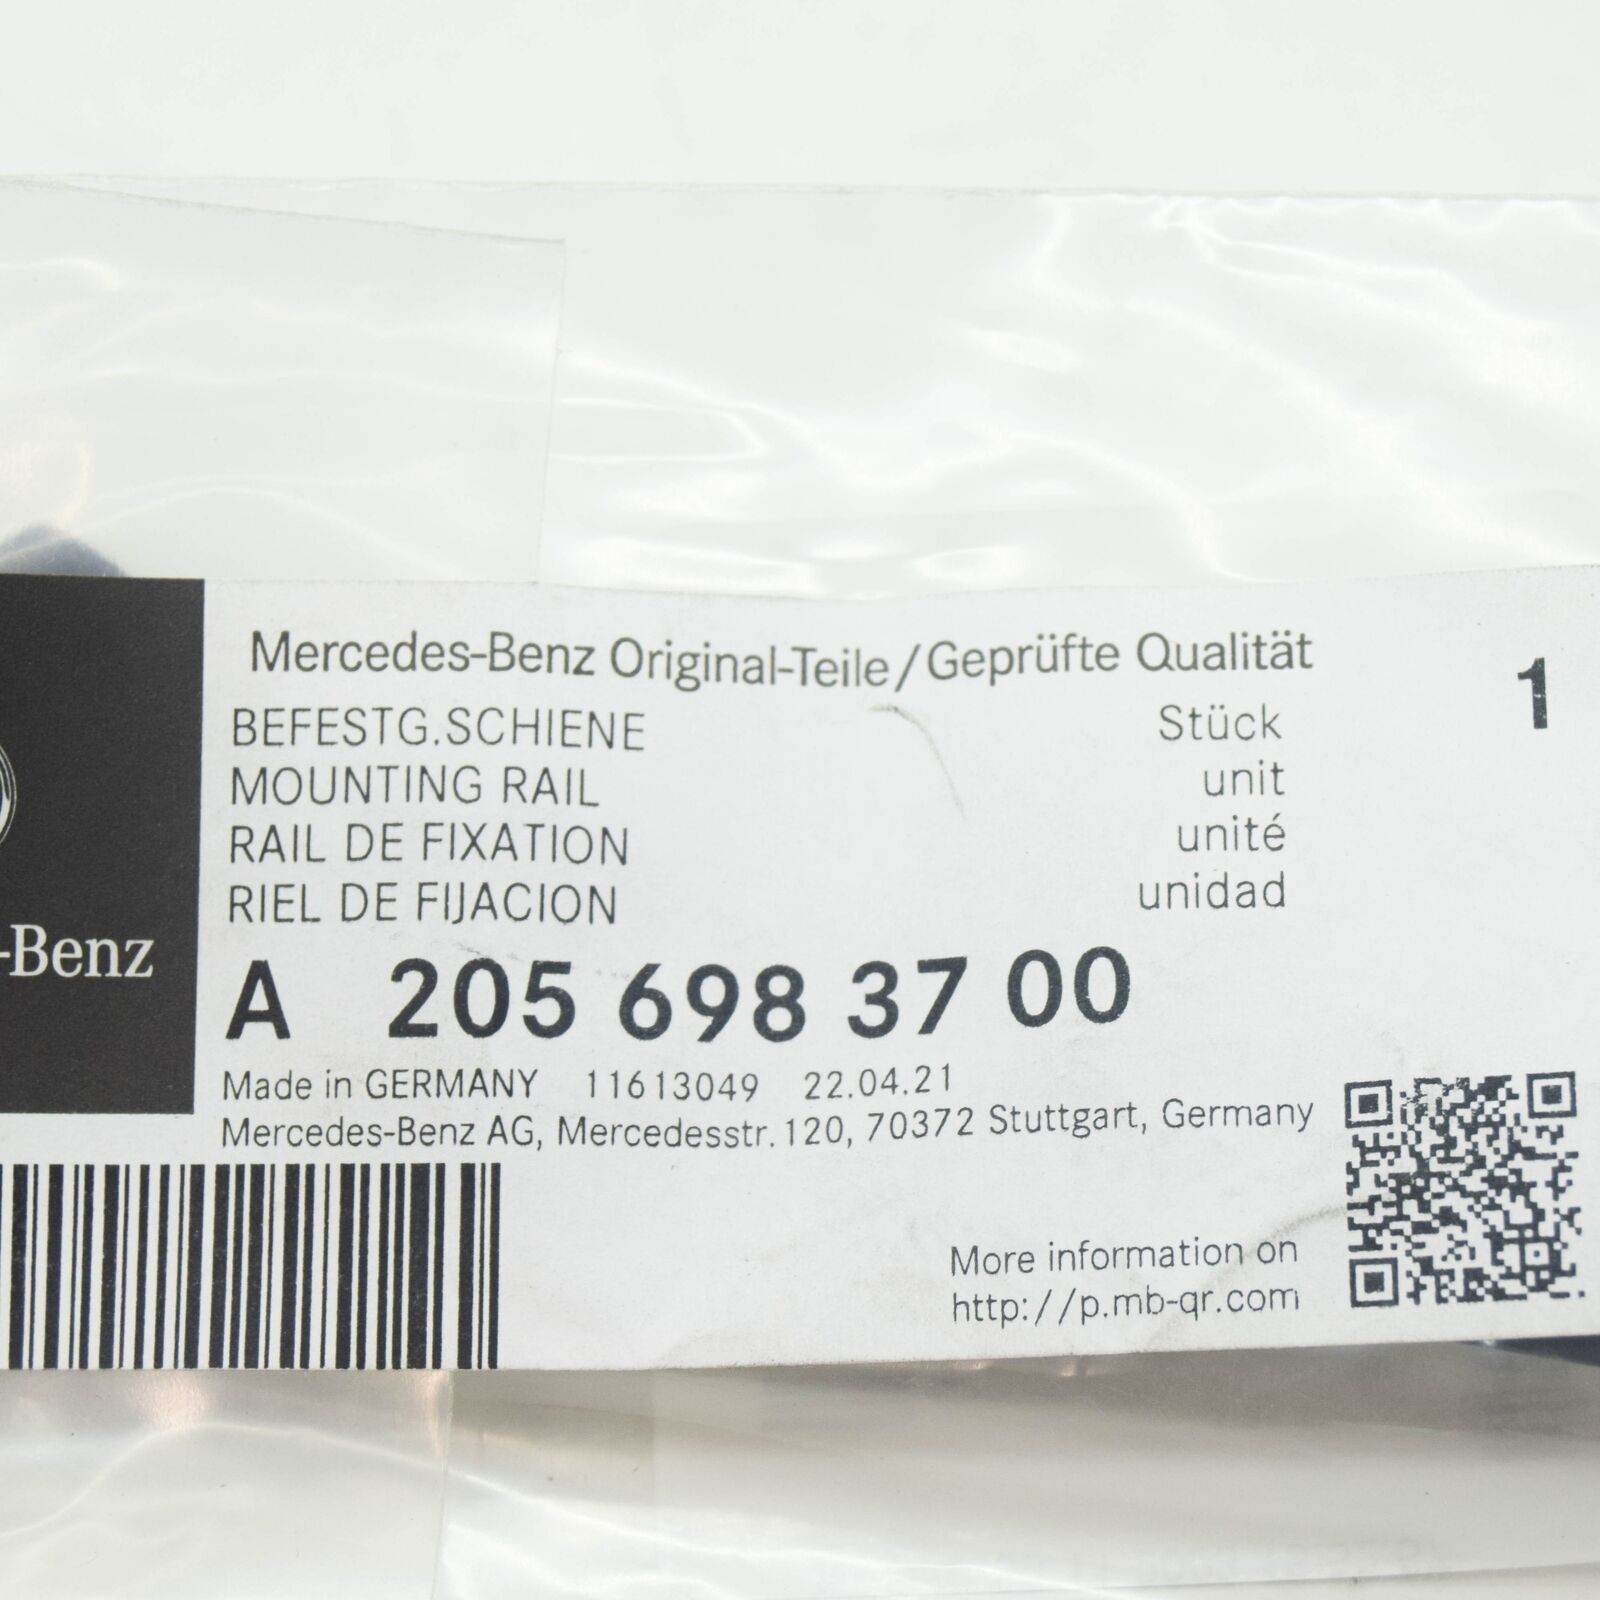 Mercedes-Benz Original-Teile/Geprüfte Qualität
BEFESTG.SCHIENE Stück 1
MOUNTING RAIL unit
RAIL DE FIXATION unité
RIEL DE FIJACION unidad
-Benz
A 205 698 37 00
Made in GERMANY 11613049 22.04.21
Mercedes-Benz AG, Mercedesstr. 120, 70372 Stuttgart, Germany
More information on
http://p.mb-qr.com